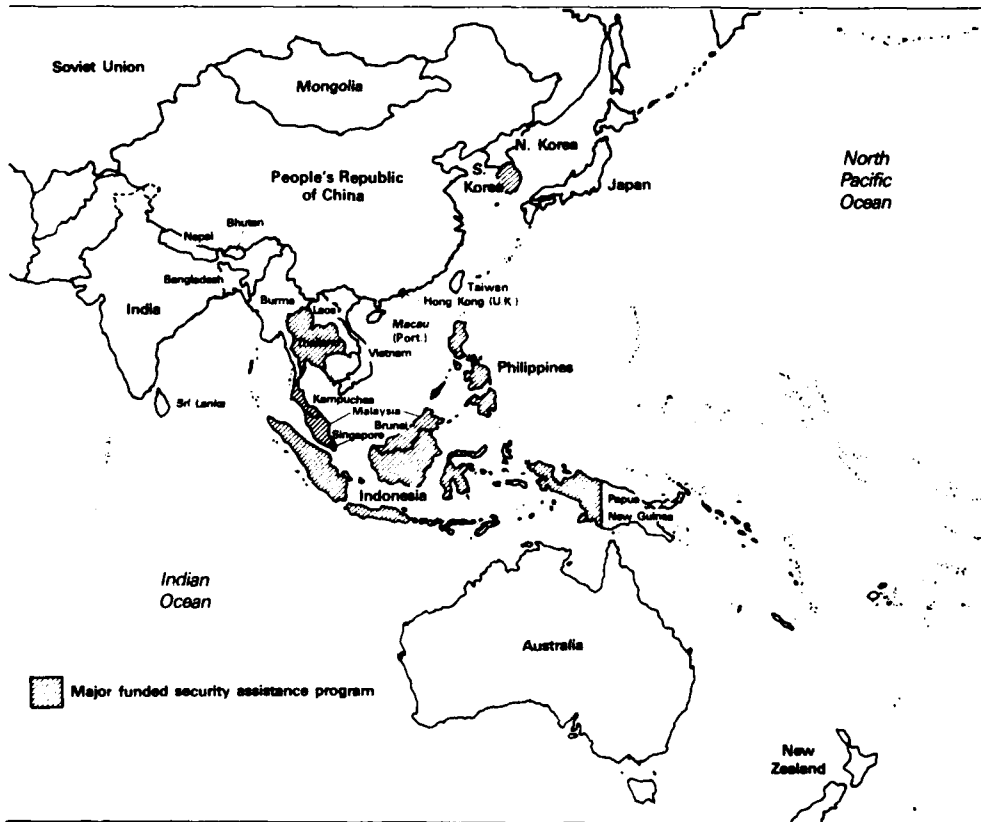 Soviet Union
Mongolia
N. Korea
S.
Korea
Japan
North
Pacific
Ocean
People's Republic
of China
Bhutan
Nepal
Bangladesh
India
Burma
Laos
Taiwan
Hong Kong (U.K.)
Macau
(Port.)
Thailand
Vietnam
Philippines
Sri Lanka
Kampuchea
Malaysia
Brunei
Singapore
Indonesia
Papua
New Guinea
Indian
Ocean
Australia
Major funded security assistance program
New
Zealand